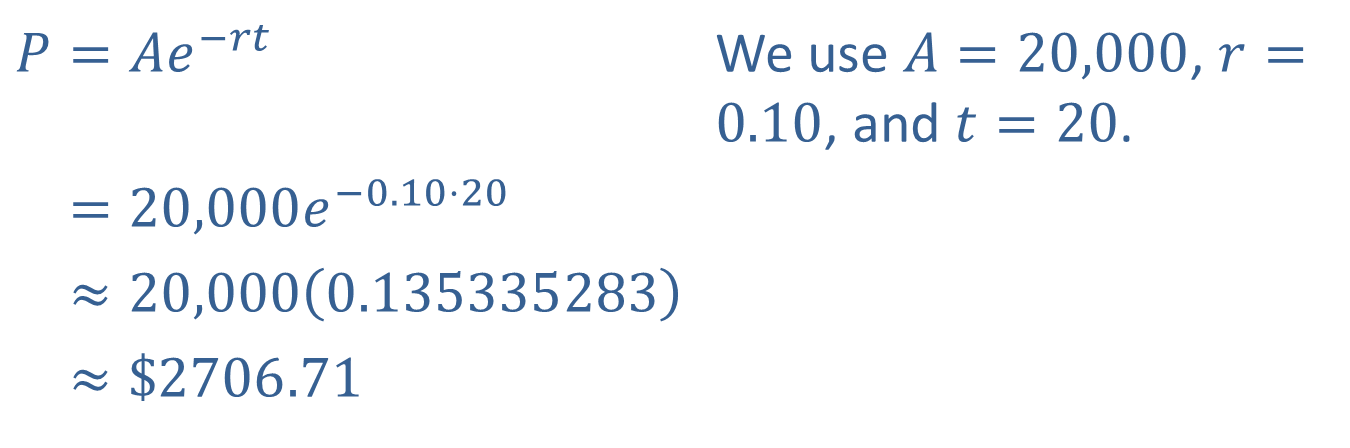 P = Ae^{-rt}
We use A = 20,000, r =
0.10, and t = 20.
= 20,000e^{-0.10·20}
≈ 20,000(0.135335283)
≈ $2706.71